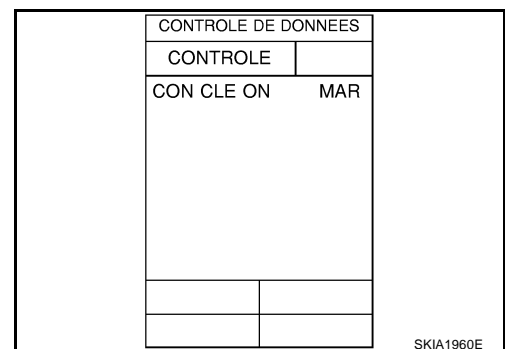 CONTROLE DE DONNEES
CONTROLE
CON CLE ON MAR
SKIA1960E